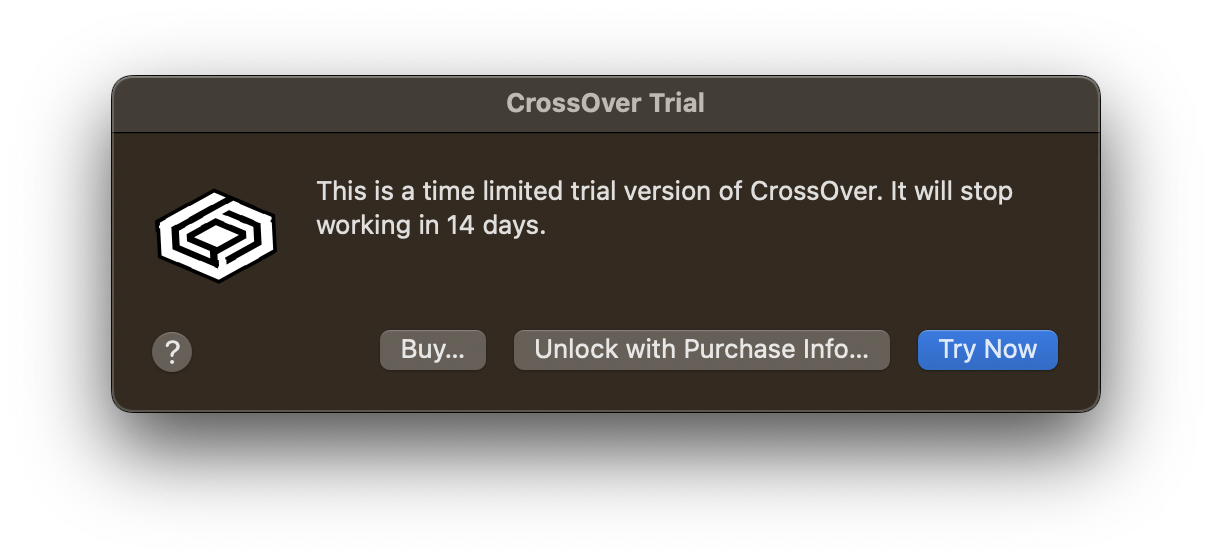 CrossOver Trial
This is a time limited trial version of CrossOver. It will stop
working in 14 days.
?
Buy...
Unlock with Purchase Info...
Try Now